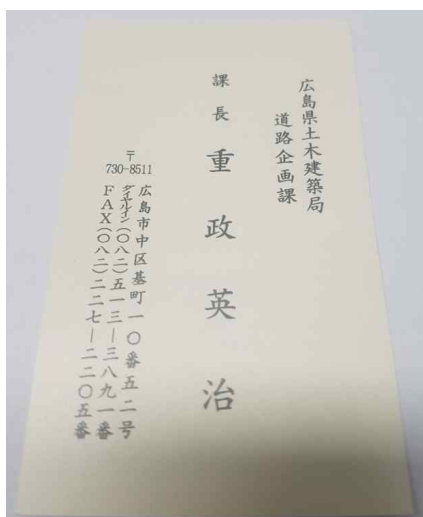 広島県土木建築局
道路企画課
課長 重政英治
〒
730-8511
広島市中区基町一〇番五二号
ダイヤルイン(〇八二)五一三ー三八九一番
FAX(〇八二)二二七ー二二〇五番